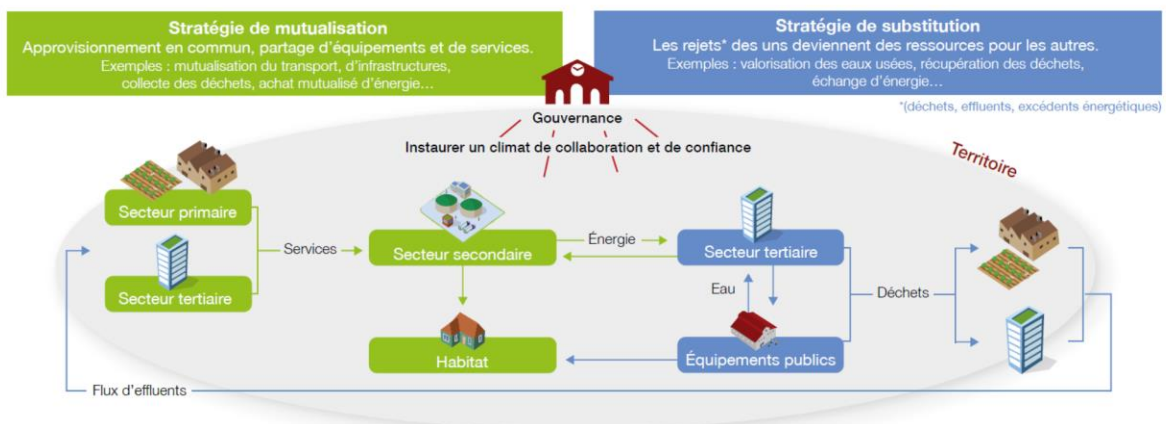 Stratégie de mutualisation
Approvisionnement en commun, partage d'équipements et de services.
Exemples : mutualisation du transport, d'infrastructures,
collecte des déchets, achat mutualisé d'énergie…
Stratégie de substitution
Les rejets* des uns deviennent des ressources pour les autres.
Exemples : valorisation des eaux usées, récupération des déchets,
échange d'énergie…
*(déchets, effluents, excédents énergétiques)
Gouvernance
Instaurer un climat de collaboration et de confiance
Territoire
Secteur primaire
Services
Secteur secondaire
Énergie
Secteur tertiaire
Secteur tertiaire
Eau
Déchets
Habitat
Équipements publics
Flux d'effluents